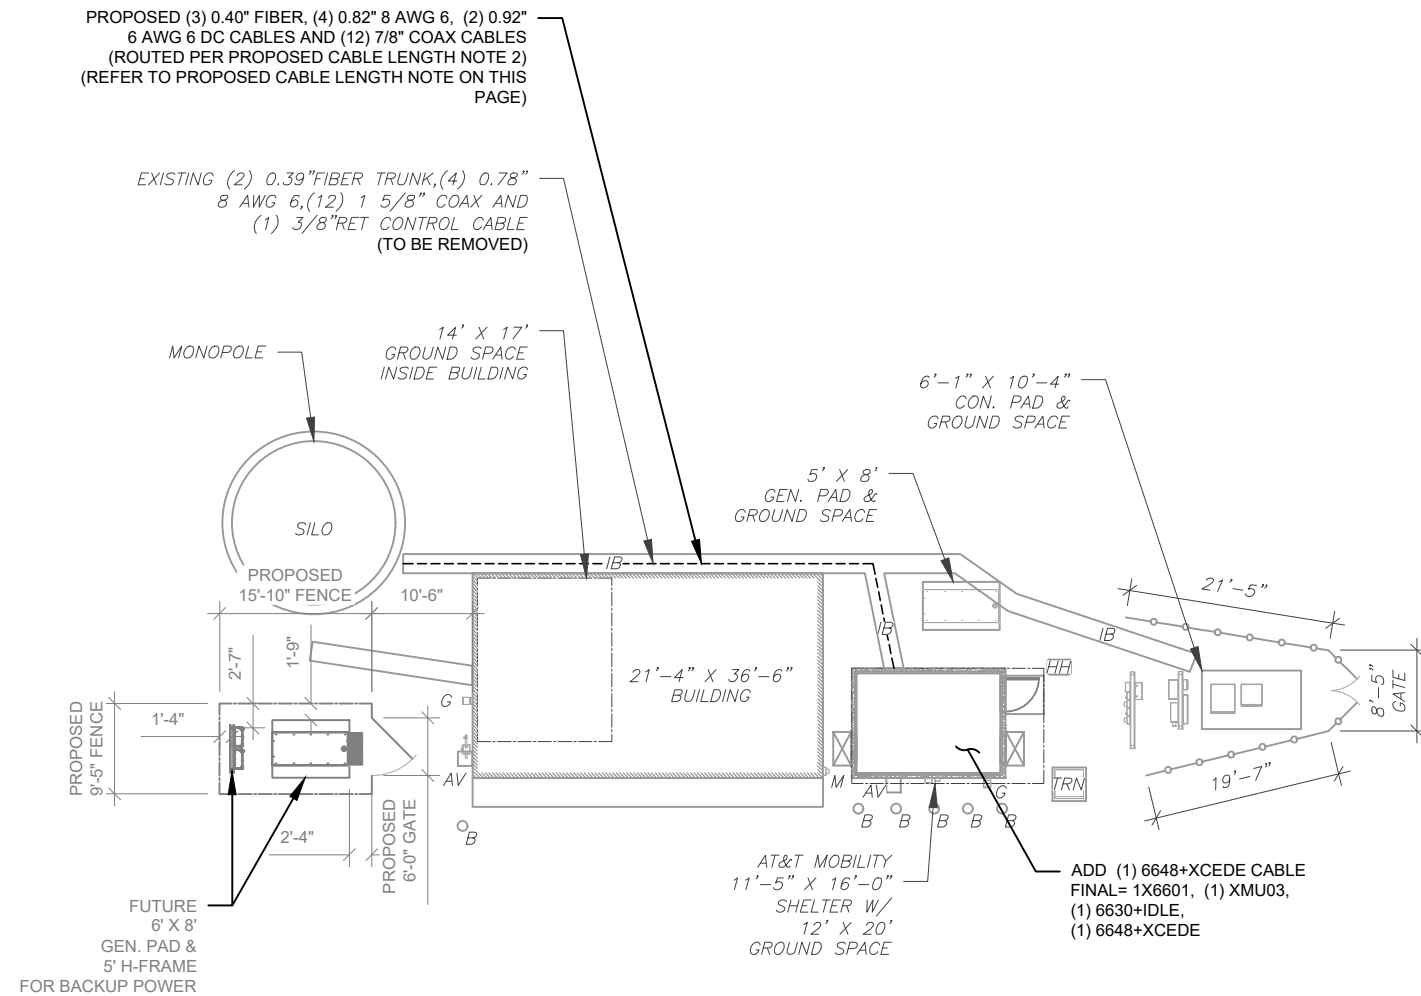 PROPOSED (3) 0.40" FIBER, (4) 0.82" 8 AWG 6, (2) 0.92"
6 AWG 6 DC CABLES AND (12) 7/8" COAX CABLES
(ROUTED PER PROPOSED CABLE LENGTH NOTE 2)
(REFER TO PROPOSED CABLE LENGTH NOTE ON THIS
PAGE)
EXISTING (2) 0.39"FIBER TRUNK,(4) 0.78"
8 AWG 6,(12) 1 5/8" COAX AND
(1) 3/8"RET CONTROL CABLE
(TO BE REMOVED)
14' X 17'
GROUND SPACE
INSIDE BUILDING
MONOPOLE
6'-1" X 10'-4"
CON. PAD &
GROUND SPACE
5' X 8'
GEN. PAD &
GROUND SPACE
SILO
IB
PROPOSED
15'-10" FENCE
10'-6"
21'-5"
IB
IB
2'-7"
1'-9"
21'-4" X 36'-6"
BUILDING
HH
8'-5"
GATE
G
1'-4"
PROPOSED
9'-5" FENCE
AV
M
AV
G
TRN
19'-7"
B
B
B
B
B
B
2'-4"
PROPOSED
6'-0" GATE
AT&T MOBILITY
11'-5" X 16'-0"
SHELTER W/
12' X 20'
GROUND SPACE
ADD (1) 6648+XCEDE CABLE
FINAL= 1X6601, (1) XMU03,
(1) 6630+IDLE,
(1) 6648+XCEDE
FUTURE
6' X 8'
GEN. PAD &
5' H-FRAME
FOR BACKUP POWER